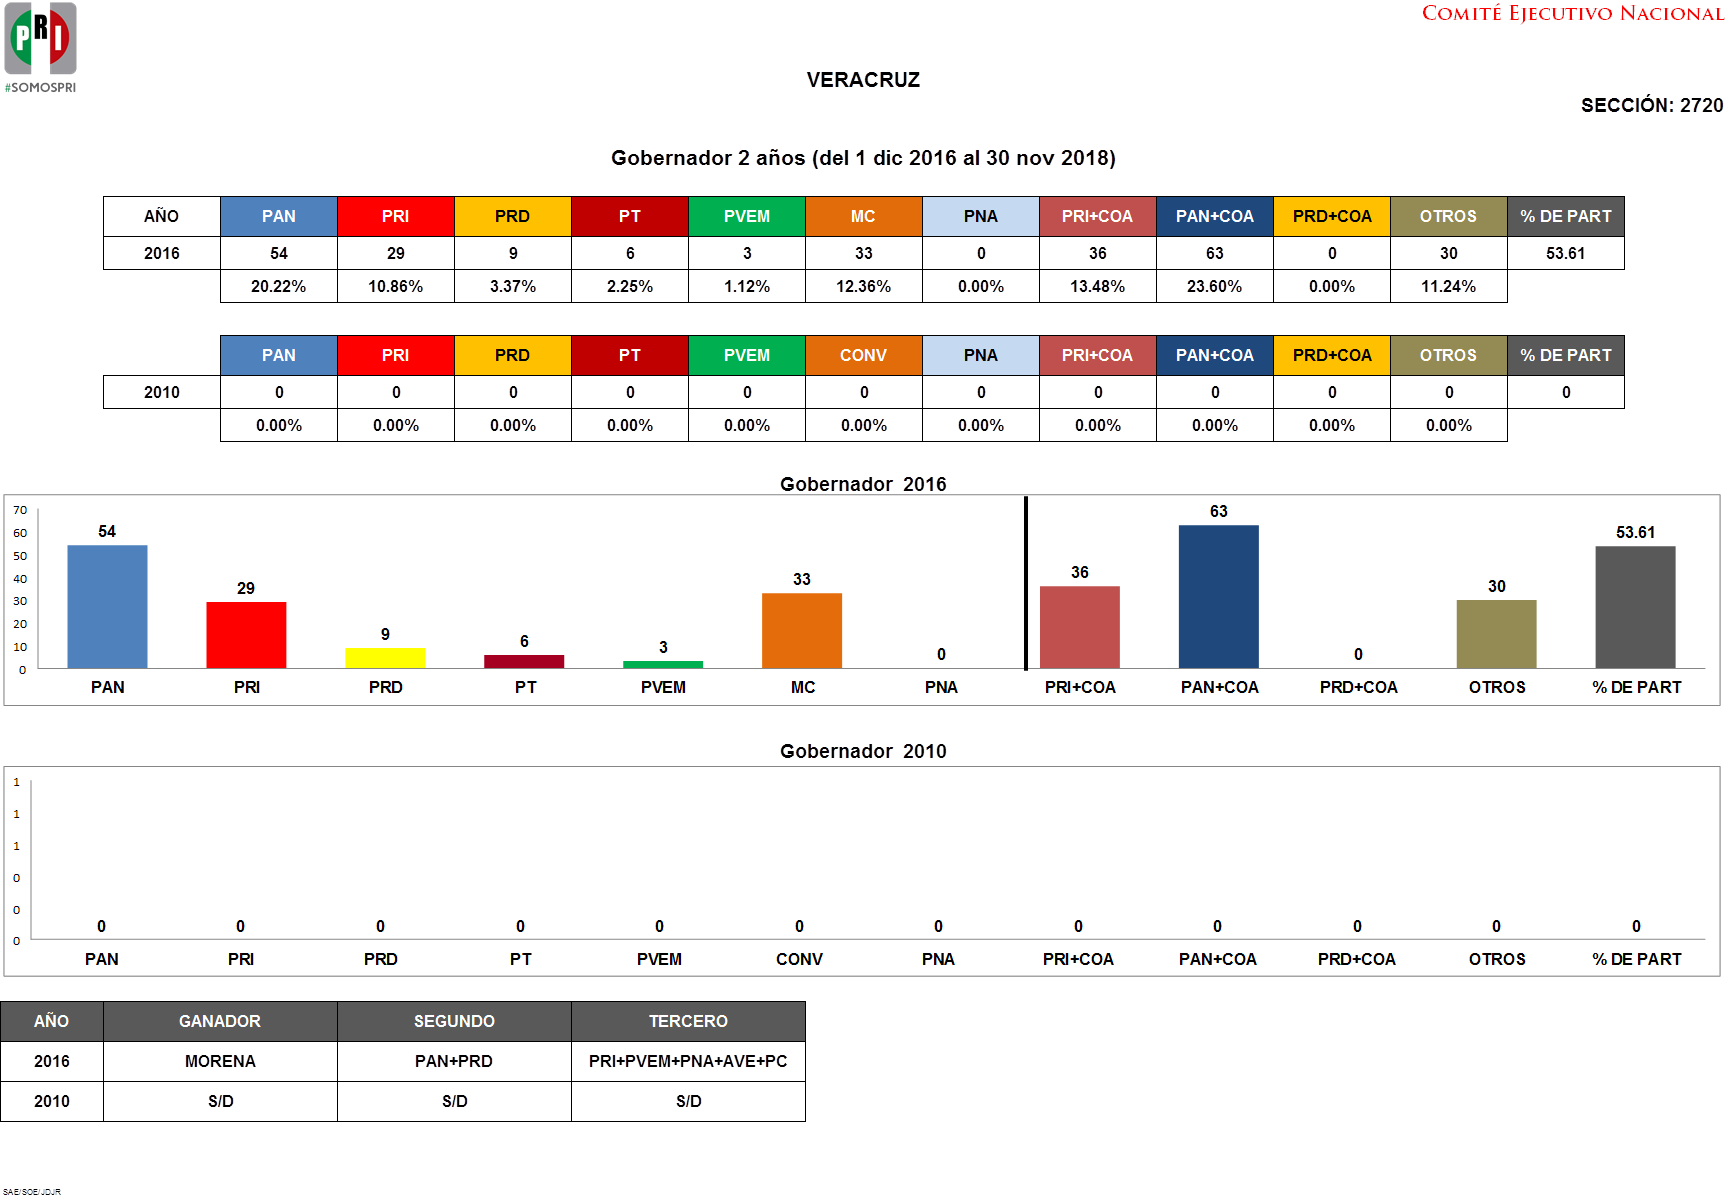 PRI
#SOMOSPRI
COMITÉ EJECUTIVO NACIONAL
VERACRUZ
SECCIÓN: 2720
Gobernador 2 años (del 1 dic 2016 al 30 nov 2018)
AÑO PAN PRI PRD PT PVEM MC PNA PRI+COA PAN+COA PRD+COA OTROS % DE PART
2016 54 29 9 6 3 33 0 36 63 0 30 53.61
20.22% 10.86% 3.37% 2.25% 1.12% 12.36% 0.00% 13.48% 23.60% 0.00% 11.24%
PAN PRI PRD PT PVEM CONV PNA PRI+COA PAN+COA PRD+COA OTROS % DE PART
2010 0 0 0 0 0 0 0 0 0 0 0 0
0.00% 0.00% 0.00% 0.00% 0.00% 0.00% 0.00% 0.00% 0.00% 0.00% 0.00%
Gobernador 2016
70
60
50
40
30
20
10
0
54 29 9 6 3 33 0 36 63 0 30 53.61
PAN PRI PRD PT PVEM MC PNA PRI+COA PAN+COA PRD+COA OTROS % DE PART
Gobernador 2010
1
1
1
0
0
0
0 0 0 0 0 0 0 0 0 0 0 0
PAN PRI PRD PT PVEM CONV PNA PRI+COA PAN+COA PRD+COA OTROS % DE PART
AÑO GANADOR SEGUNDO TERCERO
2016 MORENA PAN+PRD PRI+PVEM+PNA+AVE+PC
2010 S/D S/D S/D
SAE/SOE/JDJR